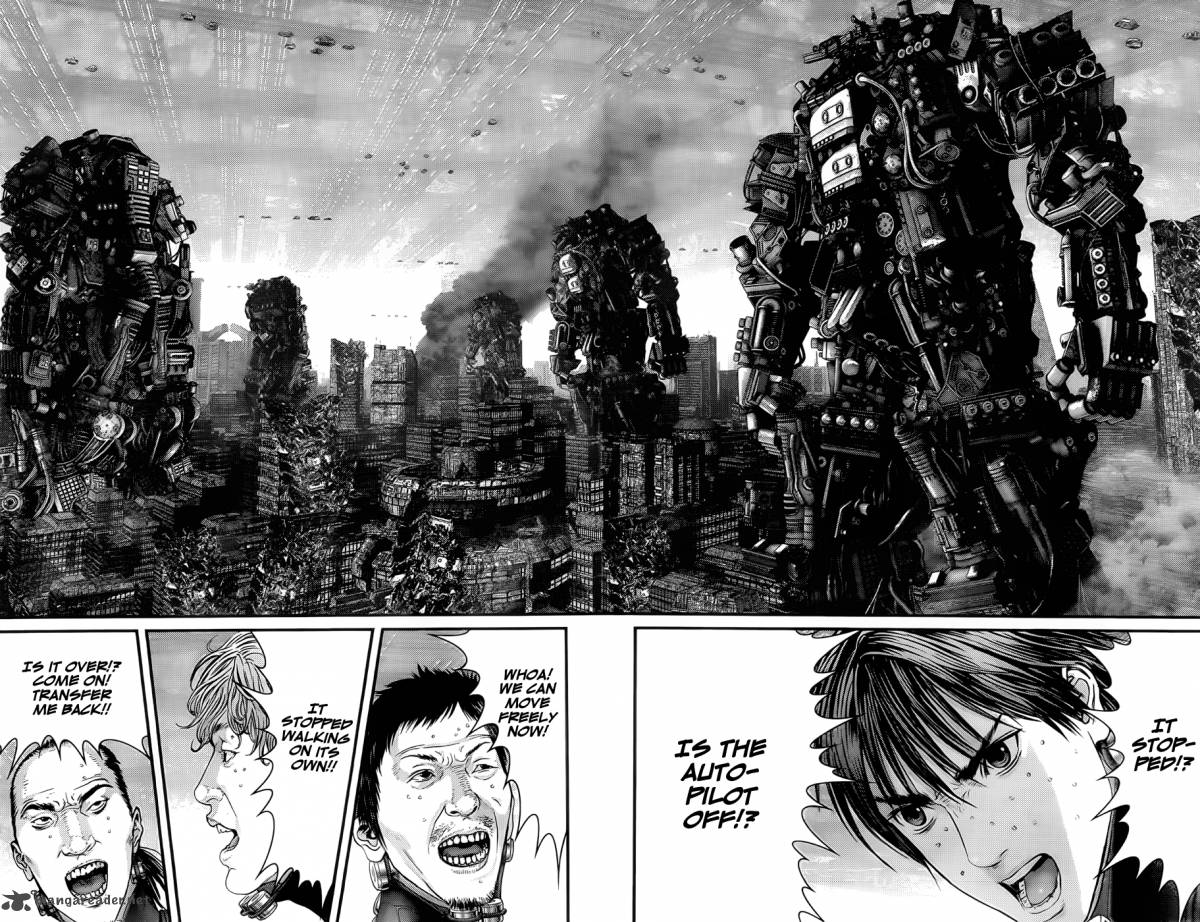 IT
STOP-
PED!?
IS THE
AUTO-
PILOT
OFF!?
WHOA!
WE CAN
MOVE
FREELY
NOW!
IT
STOPPED
WALKING
ON ITS
OWN!!
IS IT OVER!?
COME ON!
TRANSFER
ME BACK!!
mangareader.net